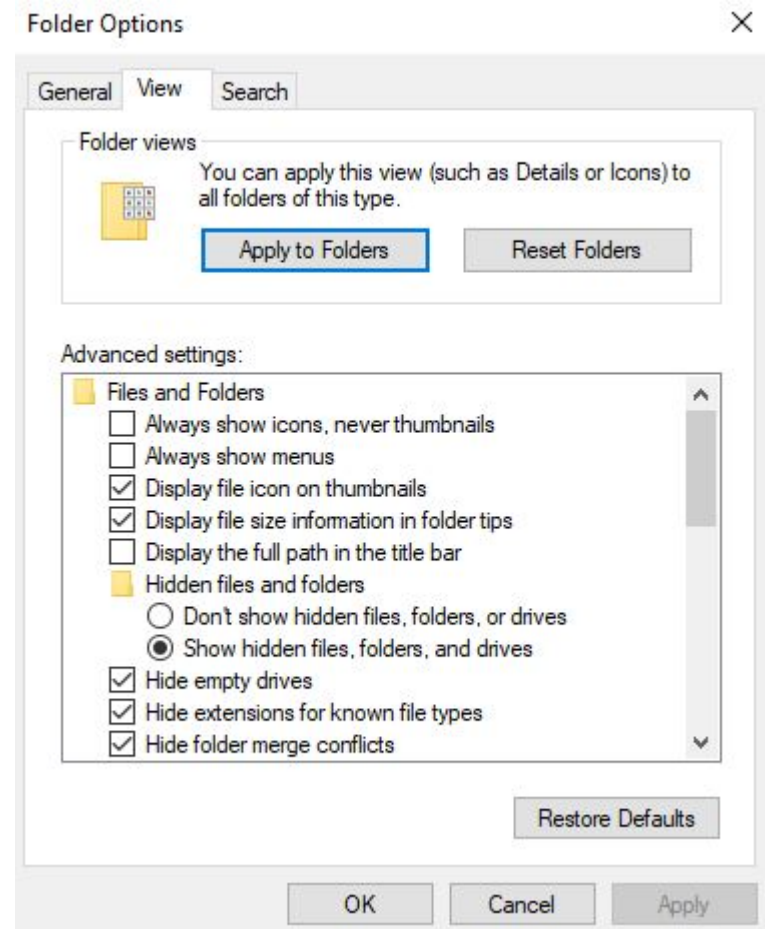 Folder Options
General
View
Search
Folder views
You can apply this view (such as Details or Icons) to
all folders of this type.
Apply to Folders
Reset Folders
Advanced settings:
Files and Folders
Always show icons, never thumbnails
Always show menus
Display file icon on thumbnails
Display file size information in folder tips
Display the full path in the title bar
Hidden files and folders
Don't show hidden files, folders, or drives
Show hidden files, folders, and drives
Hide empty drives
Hide extensions for known file types
Hide folder merge conflicts
Restore Defaults
OK
Cancel
Apply